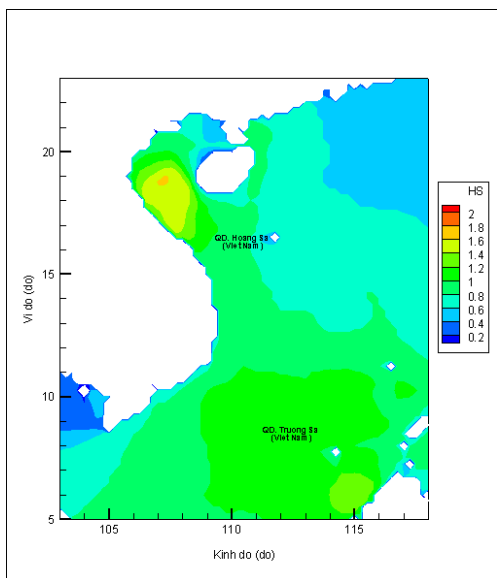 HS
2
1.8
1.6
1.4
1.2
1
0.8
0.6
0.4
0.2
20
15
10
5
Vi do (do)
QD. Hoang Sa
(Viet Nam)
QD. Truong Sa
(Viet Nam)
105
110
115
Kinh do (do)